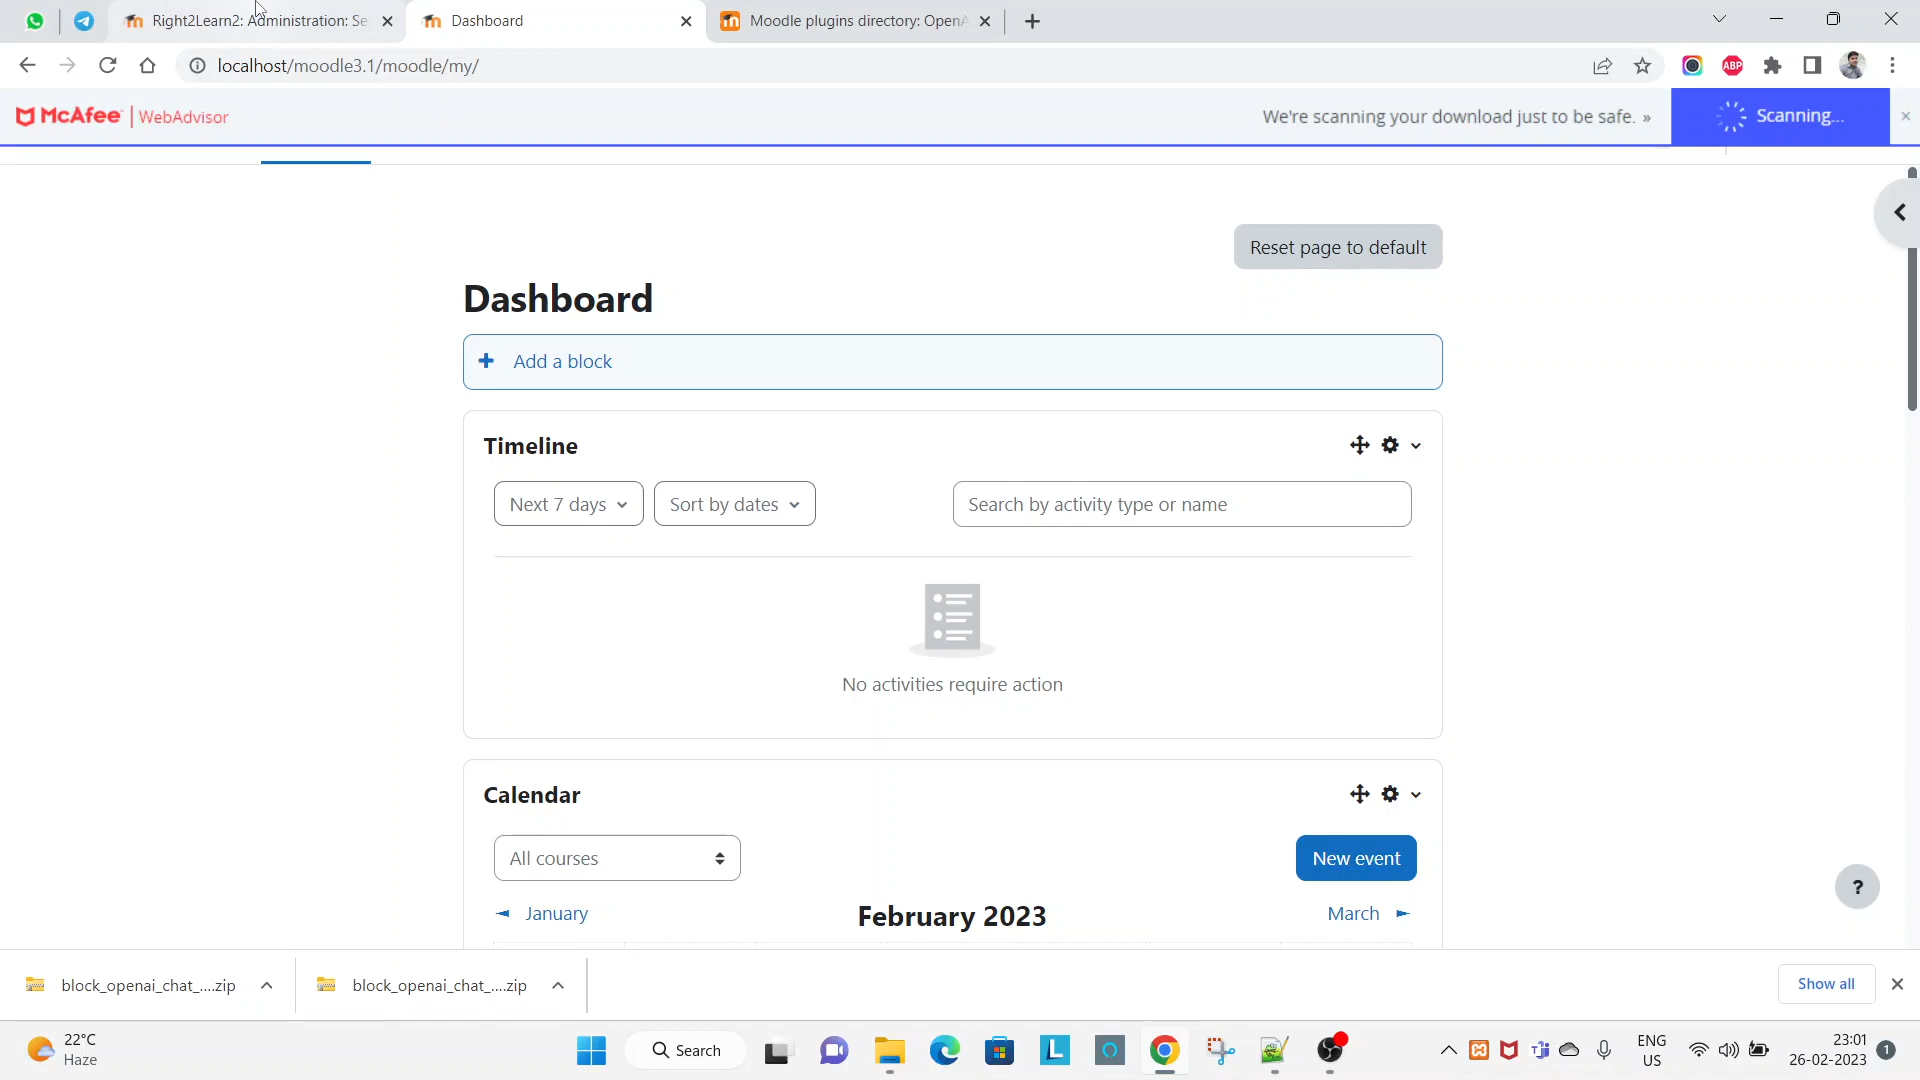 Right2Learn2: Administration: Se
Dashboard
Moodle plugins directory: OpenA
localhost/moodle3.1/moodle/my/
ABP
McAfee | WebAdvisor
We're scanning your download just to be safe. »
Scanning...
Reset page to default
Dashboard
+ Add a block
Timeline
Next 7 days
Sort by dates
Search by activity type or name
No activities require action
Calendar
All courses
New event
◄ January
February 2023
March ►
?
block_openai_chat_....zip
block_openai_chat_....zip
Show all
22°C
Haze
Search
ENG
US
23:01
26-02-2023
1